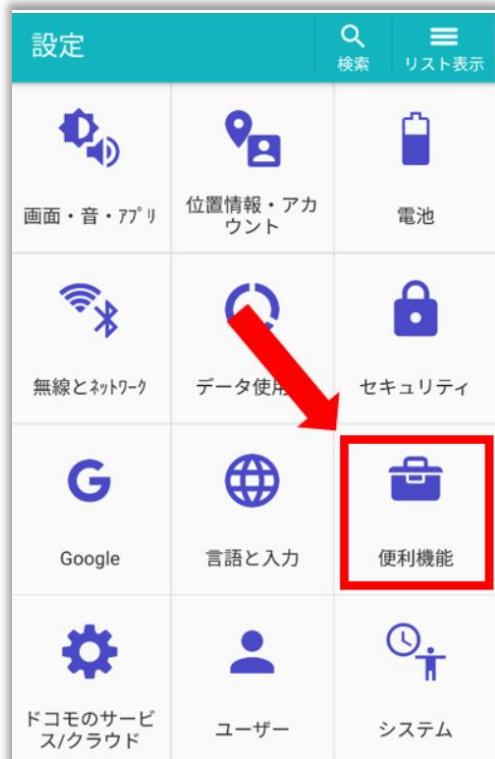 設定
検索
リスト表示
画面・音・ｱﾌﾟﾘ
位置情報・アカ
ウント
電池
無線とﾈｯﾄﾜｰｸ
データ使用
セキュリティ
Google
言語と入力
便利機能
ドコモのサービ
ス/クラウド
ユーザー
システム